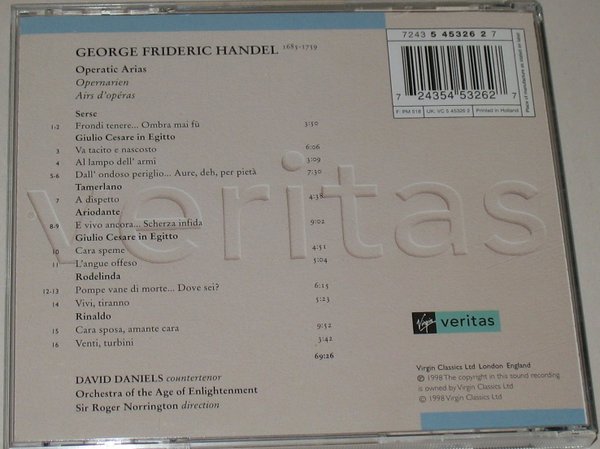 GEORGE FRIDERIC HANDEL 1685-1759
Operatic Arias
Opernarien
Airs d'opéras
Serse
1-2 Frondi tenere... Ombra mai fù 3:50
Giulio Cesare in Egitto
3 Va tacito e nascosto 6:06
4 Al lampo dell' armi 3:09
5-6 Dall' ondoso periglio... Aure, deh, per pietà 7:30
Tamerlano
7 A dispetto 4:38
Ariodante
8-9 E vivo ancora... Scherza infida 9:02
Giulio Cesare in Egitto
10 Cara speme 4:51
11 L'angue offeso 5:04
Rodelinda
12-13 Pompe vane di morte... Dove sei? 6:15
14 Vivi, tiranno 5:23
Rinaldo
15 Cara sposa, amante cara 9:52
16 Venti, turbini 3:42
69:26
DAVID DANIELS countertenor
Orchestra of the Age of Enlightenment
Sir Roger Norrington direction
veritas
7243 5 45326 2 7
7 24354 53262 7
F: PM 518 UK: VC 5 45326 2 Printed in Holland
Virgin veritas
Virgin Classics Ltd London England
℗ 1998 The copyright in this sound recording
is owned by Virgin Classics Ltd
© 1998 Virgin Classics Ltd